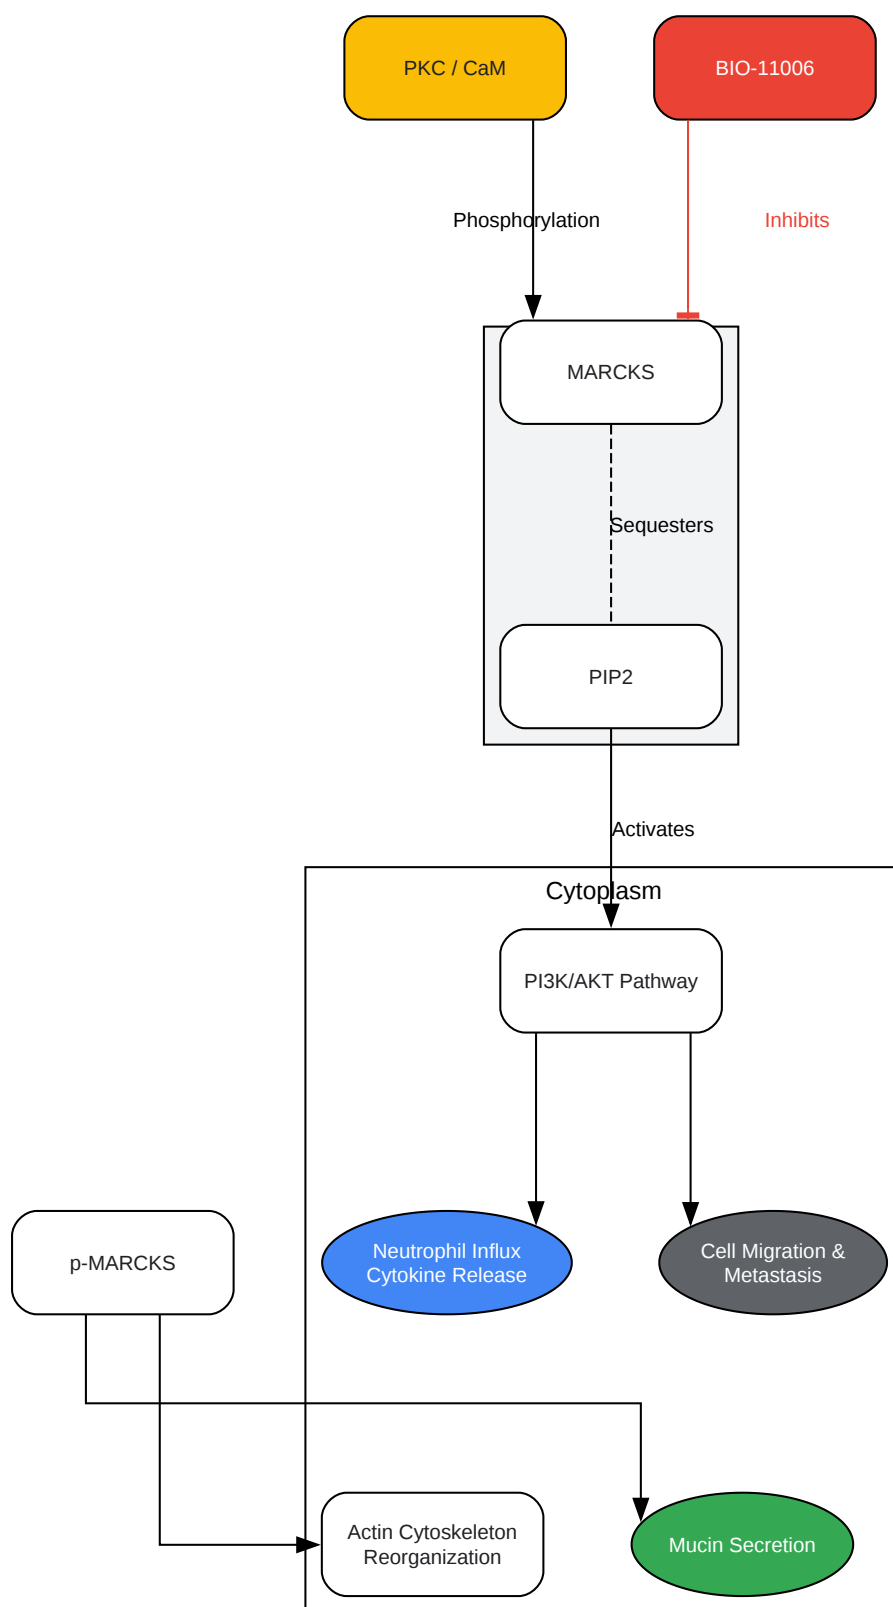 PKC / CaM
BIO-11006
Phosphorylation
Inhibits
MARCKS
Sequesters
PIP2
Activates
Cytoplasm
PI3K/AKT Pathway
p-MARCKS
Neutrophil Influx
Cytokine Release
Cell Migration &
Metastasis
Actin Cytoskeleton
Reorganization
Mucin Secretion